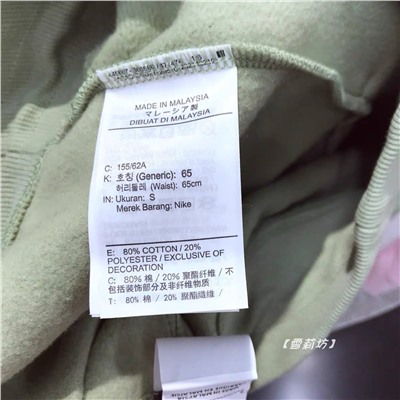 MADE IN MALAYSIA
マレーシア製
DIBUAT DI MALAYSIA
C: 155/62A
K: 호칭 (Generic): 65
허리둘레 (Waist): 65cm
IN: Ukuran: S
Merek Barang: Nike
E: 80% COTTON / 20%
POLYESTER / EXCLUSIVE OF
DECORATION
C: 80% 棉 / 20% 聚酯纤维 / 不
包括装饰部分及非纤维物质
T: 80% 棉 / 20% 聚酯纖維
【雪莉坊】